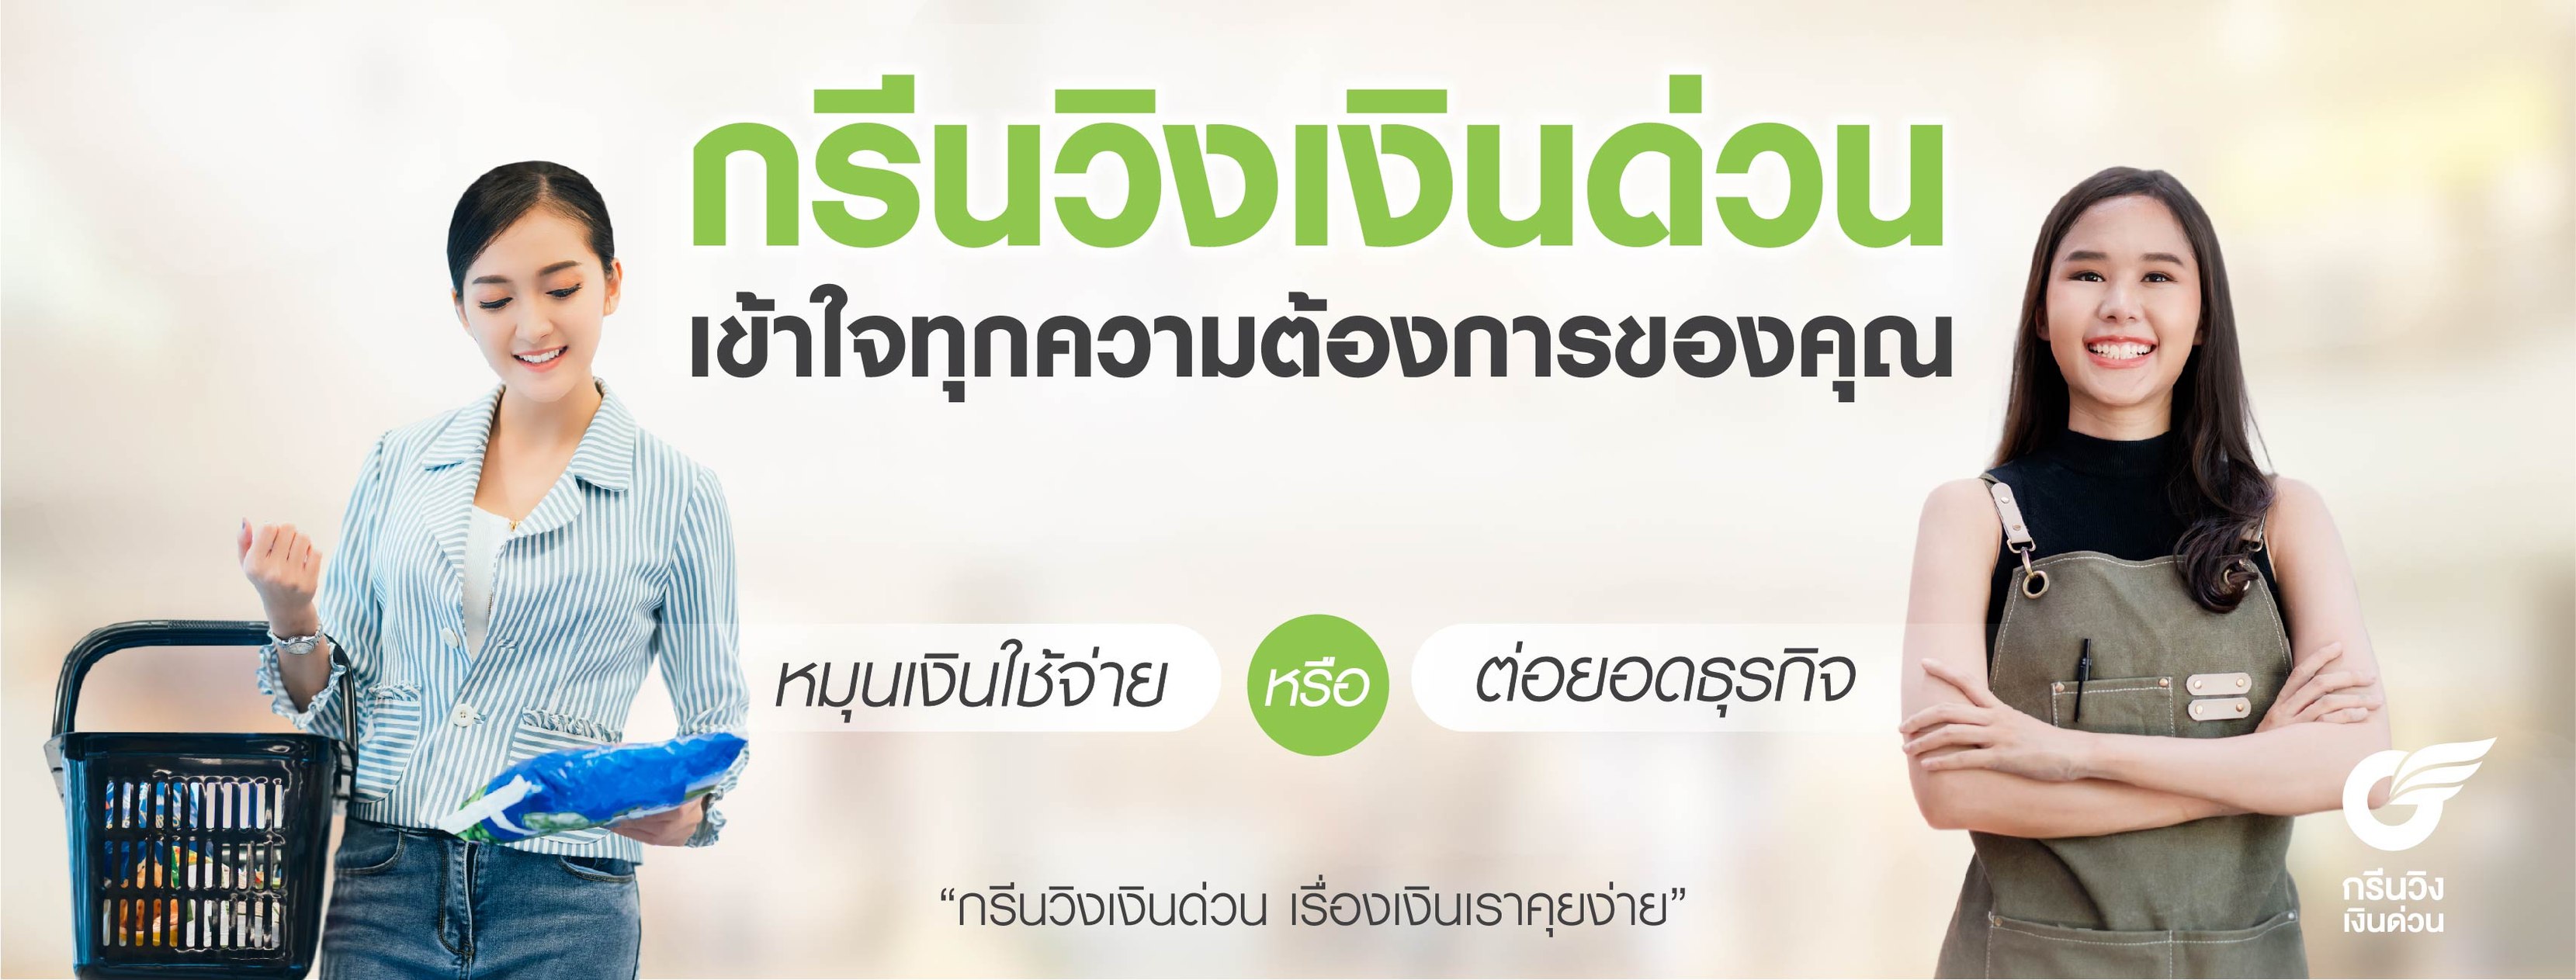 กรีนวิงเงินด่วน
เข้าใจทุกความต้องการของคุณ
หมุนเงินใช้จ่าย หรือ ต่อยอดธุรกิจ
“กรีนวิงเงินด่วน เรื่องเงินเราคุยง่าย”
กรีนวิง
เงินด่วน